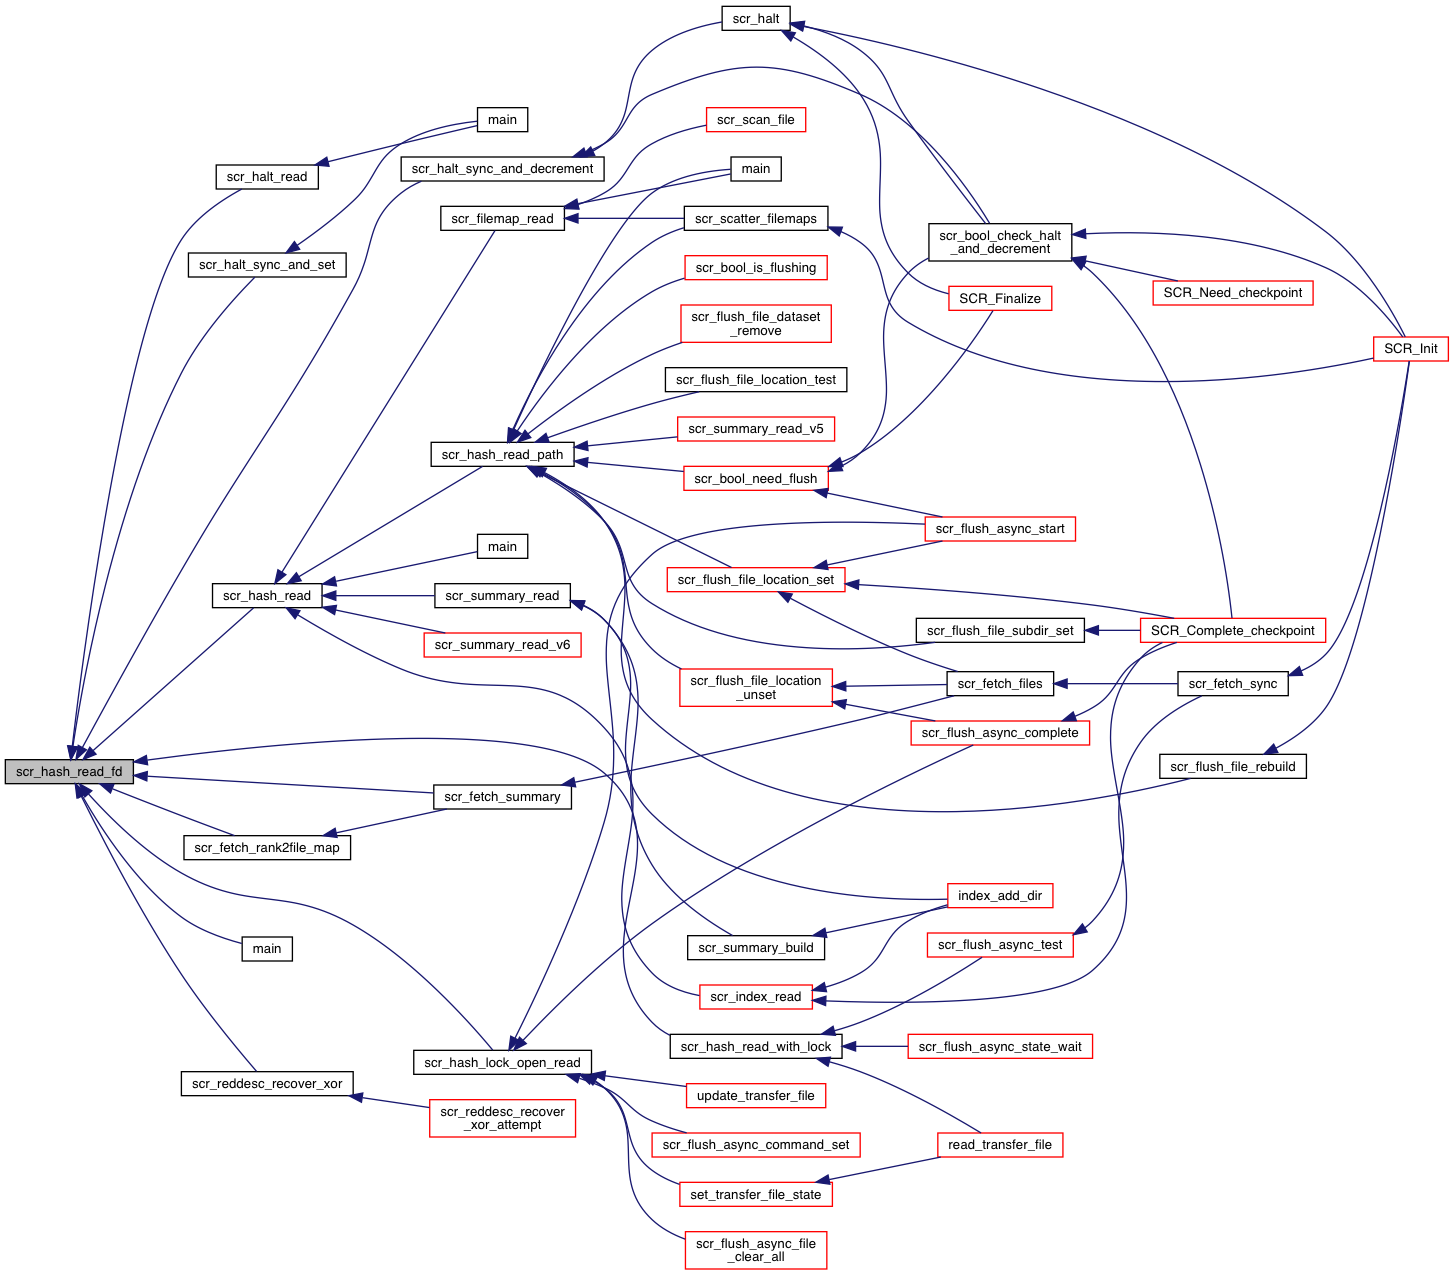 scr_halt
main
scr_scan_file
scr_halt_read
scr_halt_sync_and_decrement
main
scr_filemap_read
scr_scatter_filemaps
scr_bool_check_halt
_and_decrement
scr_halt_sync_and_set
scr_bool_is_flushing
SCR_Need_checkpoint
SCR_Finalize
scr_flush_file_dataset
_remove
SCR_Init
scr_flush_file_location_test
scr_summary_read_v5
scr_hash_read_path
scr_bool_need_flush
scr_flush_async_start
main
scr_flush_file_location_set
scr_hash_read
scr_summary_read
scr_flush_file_subdir_set
SCR_Complete_checkpoint
scr_summary_read_v6
scr_flush_file_location
_unset
scr_fetch_files
scr_fetch_sync
scr_flush_async_complete
scr_hash_read_fd
scr_flush_file_rebuild
scr_fetch_summary
scr_fetch_rank2file_map
index_add_dir
main
scr_summary_build
scr_flush_async_test
scr_index_read
scr_hash_read_with_lock
scr_flush_async_state_wait
scr_hash_lock_open_read
scr_reddesc_recover_xor
update_transfer_file
scr_reddesc_recover
_xor_attempt
scr_flush_async_command_set
read_transfer_file
set_transfer_file_state
scr_flush_async_file
_clear_all